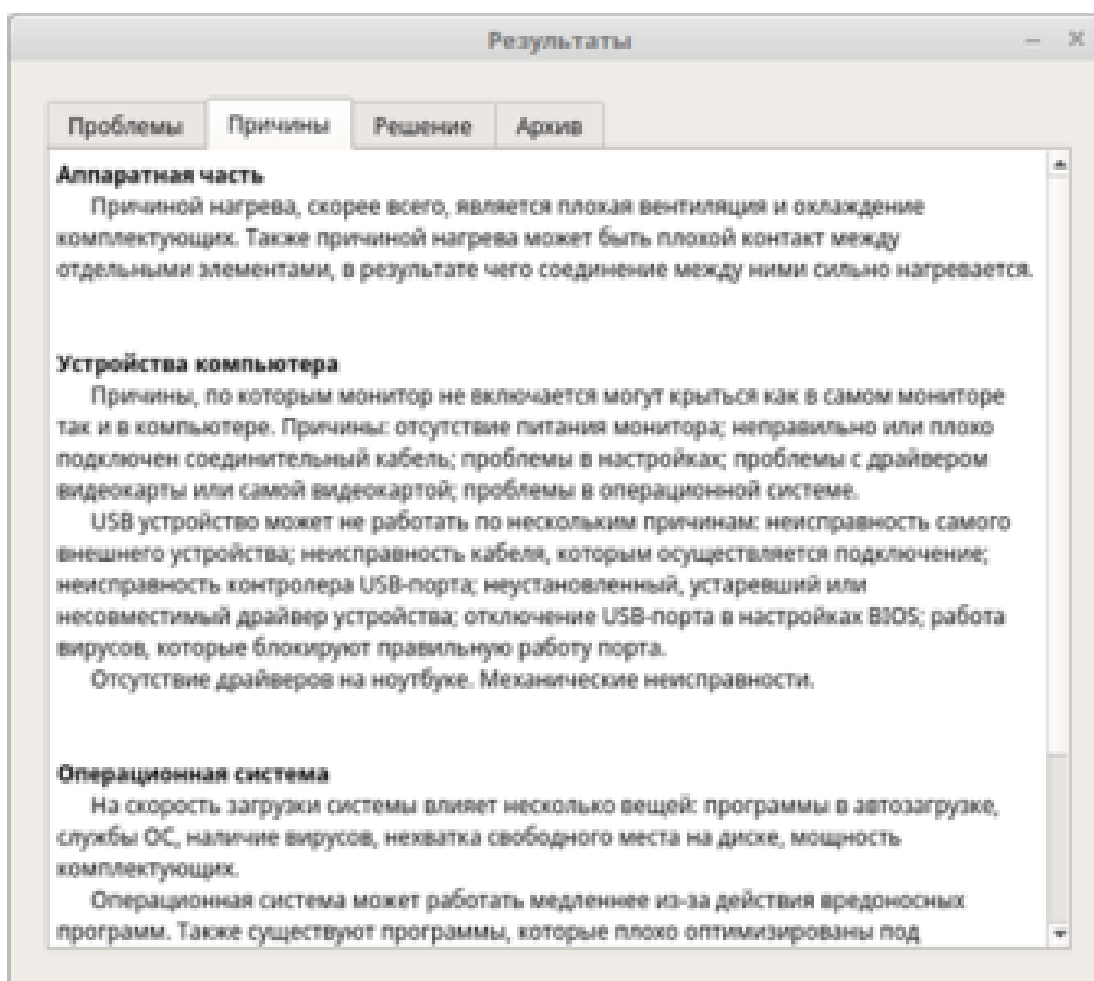 Результаты
Проблемы Причины Решение Архив
Аппаратная часть
Причиной нагрева, скорее всего, является плохая вентиляция и охлаждение
комплектующих. Также причиной нагрева может быть плохой контакт между
отдельными элементами, в результате чего соединение между ними сильно нагревается.
Устройства компьютера
Причины, по которым монитор не включается могут крыться как в самом мониторе
так и в компьютере. Причины: отсутствие питания монитора; неправильно или плохо
подключен соединительный кабель; проблемы в настройках; проблемы с драйвером
видеокарты или самой видеокартой; проблемы в операционной системе.
USB устройство может не работать по нескольким причинам: неисправность самого
внешнего устройства; неисправность кабеля, которым осуществляется подключение;
неисправность контролера USB-порта; неустановленный, устаревший или
несовместимый драйвер устройства; отключение USB-порта в настройках BIOS; работа
вирусов, которые блокируют правильную работу порта.
Отсутствие драйверов на ноутбуке. Механические неисправности.
Операционная система
На скорость загрузки системы влияет несколько вещей: программы в автозагрузке,
службы ОС, наличие вирусов, нехватка свободного места на диске, мощность
комплектующих.
Операционная система может работать медленнее из-за действия вредоносных
программ. Также существуют программы, которые плохо оптимизированы под